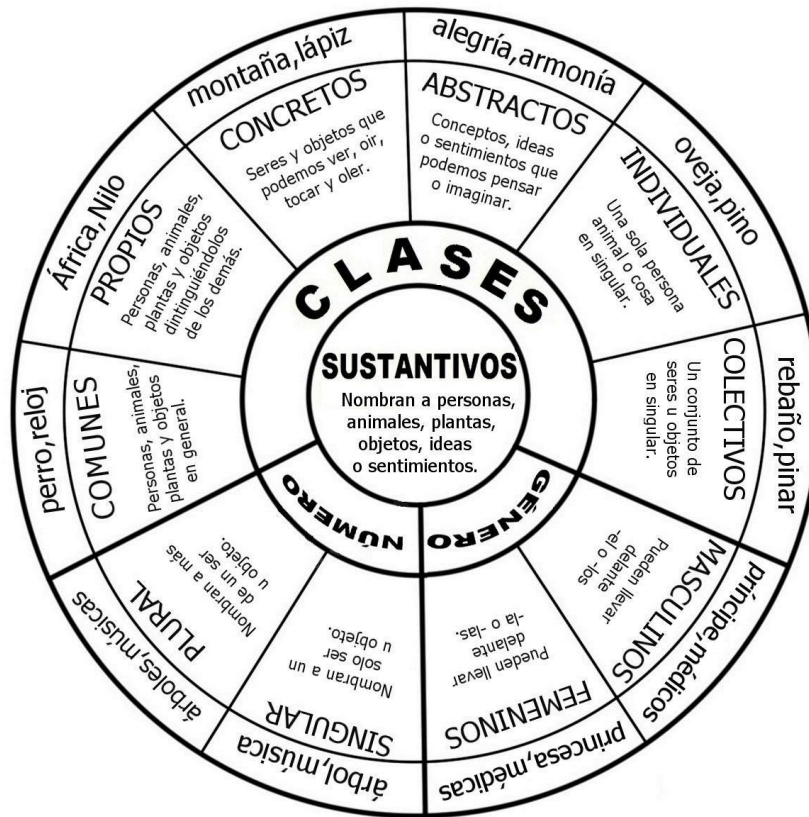 SUSTANTIVOS
Nombran a personas,
animales, plantas,
objetos, ideas
o sentimientos.
CLASES
perro,reloj
COMUNES
Personas, animales,
plantas y objetos
en general.
África,Nilo
PROPIOS
Personas, animales,
plantas y objetos
dintinguiéndolos
de los demás.
montaña,lápiz
CONCRETOS
Seres y objetos que
podemos ver, oir,
tocar y oler.
alegría,armonía
ABSTRACTOS
Conceptos, ideas
o sentimientos que
podemos pensar
o imaginar.
oveja,pino
INDIVIDUALES
Una sola persona
animal o cosa
en singular.
rebaño,pinar
COLECTIVOS
Un conjunto de
seres u objetos
en singular.
GÉNERO
príncipe,médicos
MASCULINOS
Pueden llevar
delante
-el o -los
princesa,médicas
FEMENINOS
Pueden llevar
delante
-la o -las.
NÚMERO
árbol,música
SINGULAR
Nombran a un
solo ser
u objeto.
árboles,músicas
PLURAL
Nombran a más
de un ser
u objeto.